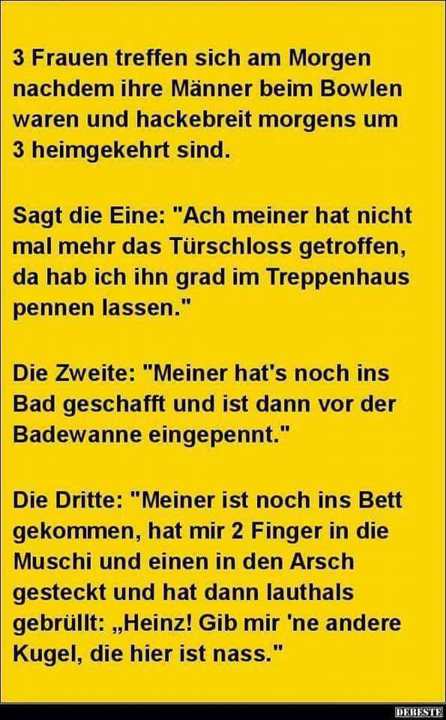 3 Frauen treffen sich am Morgen
nachdem ihre Männer beim Bowlen
waren und hackebreit morgens um
3 heimgekehrt sind.
Sagt die Eine: "Ach meiner hat nicht
mal mehr das Türschloss getroffen,
da hab ich ihn grad im Treppenhaus
pennen lassen."
Die Zweite: "Meiner hat's noch ins
Bad geschafft und ist dann vor der
Badewanne eingepennt."
Die Dritte: "Meiner ist noch ins Bett
gekommen, hat mir 2 Finger in die
Muschi und einen in den Arsch
gesteckt und hat dann lauthals
gebrüllt: „Heinz! Gib mir 'ne andere
Kugel, die hier ist nass."
DEBESTE